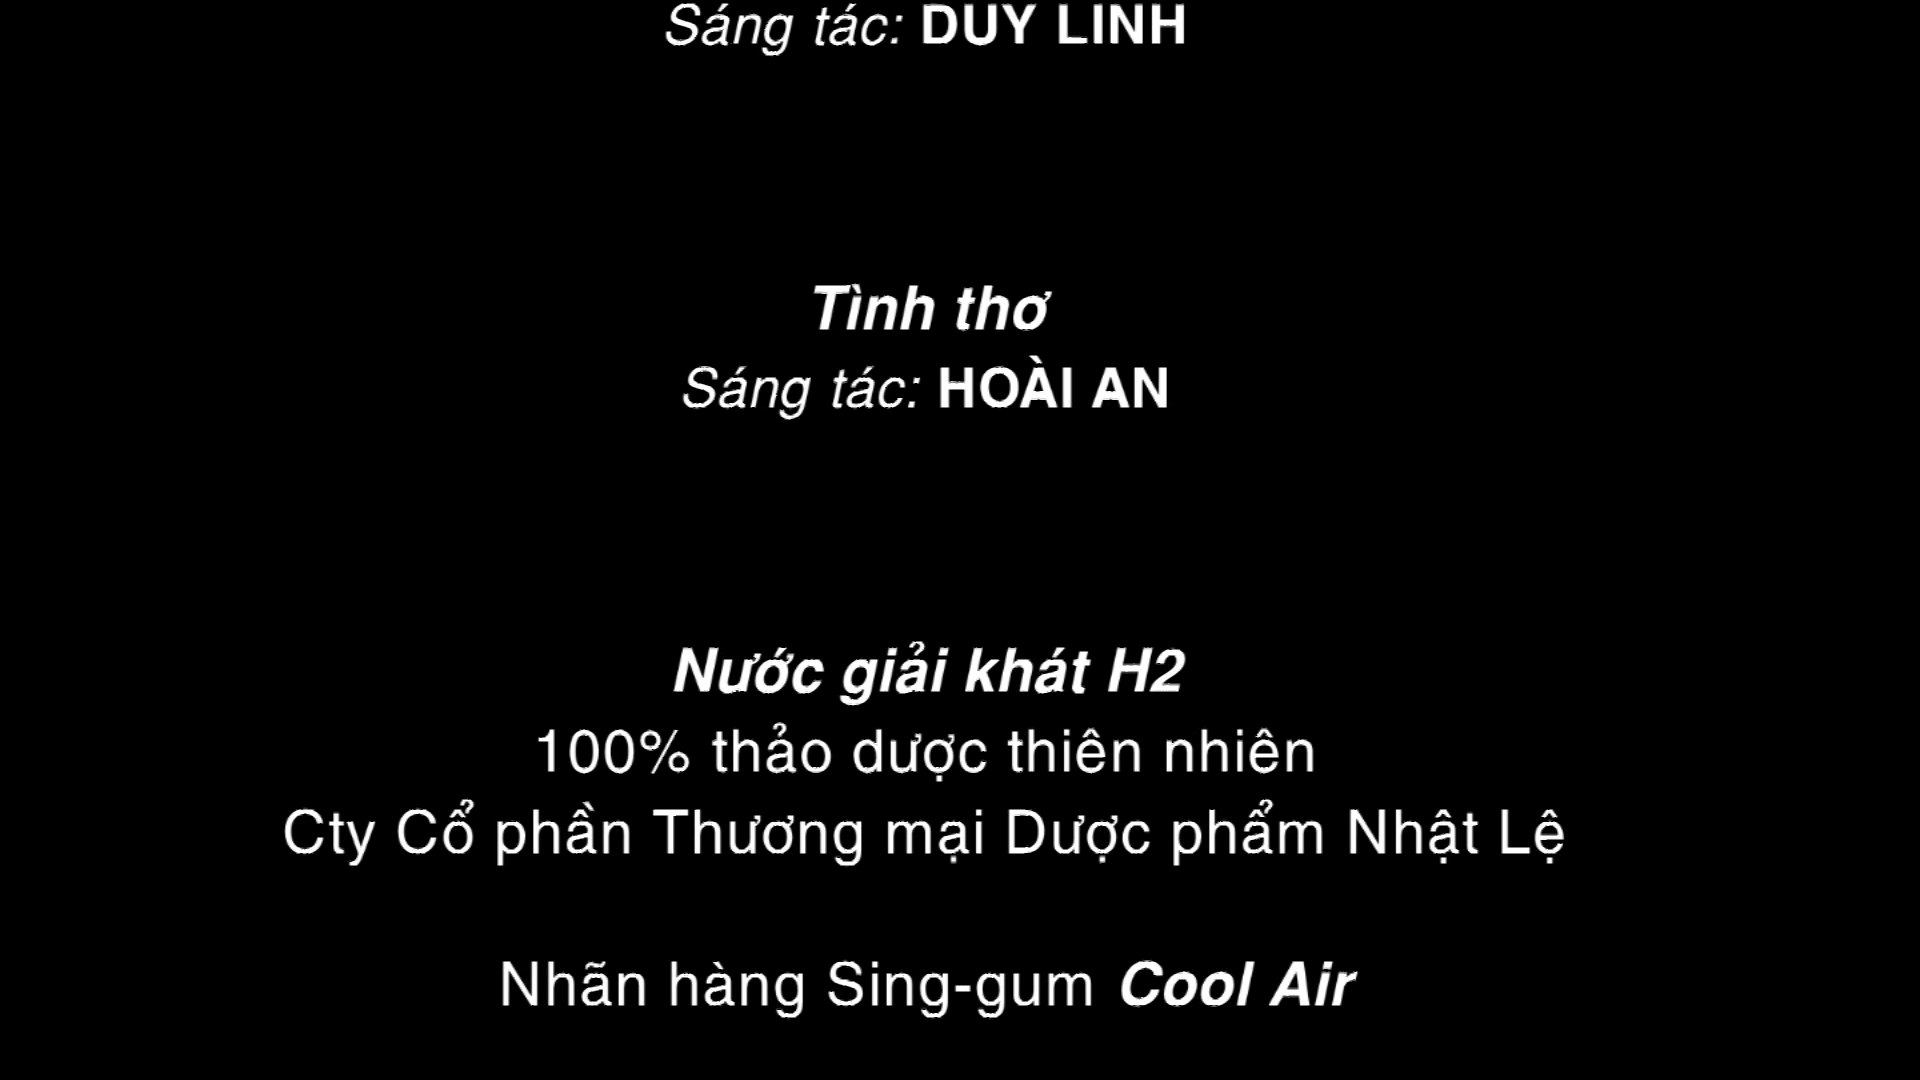 Sáng tác: DUY LINH
Tình thơ
Sáng tác: HOÀI AN
Nước giải khát H2
100% thảo dược thiên nhiên
Cty Cổ phần Thương mại Dược phẩm Nhật Lệ
Nhãn hàng Sing-gum Cool Air